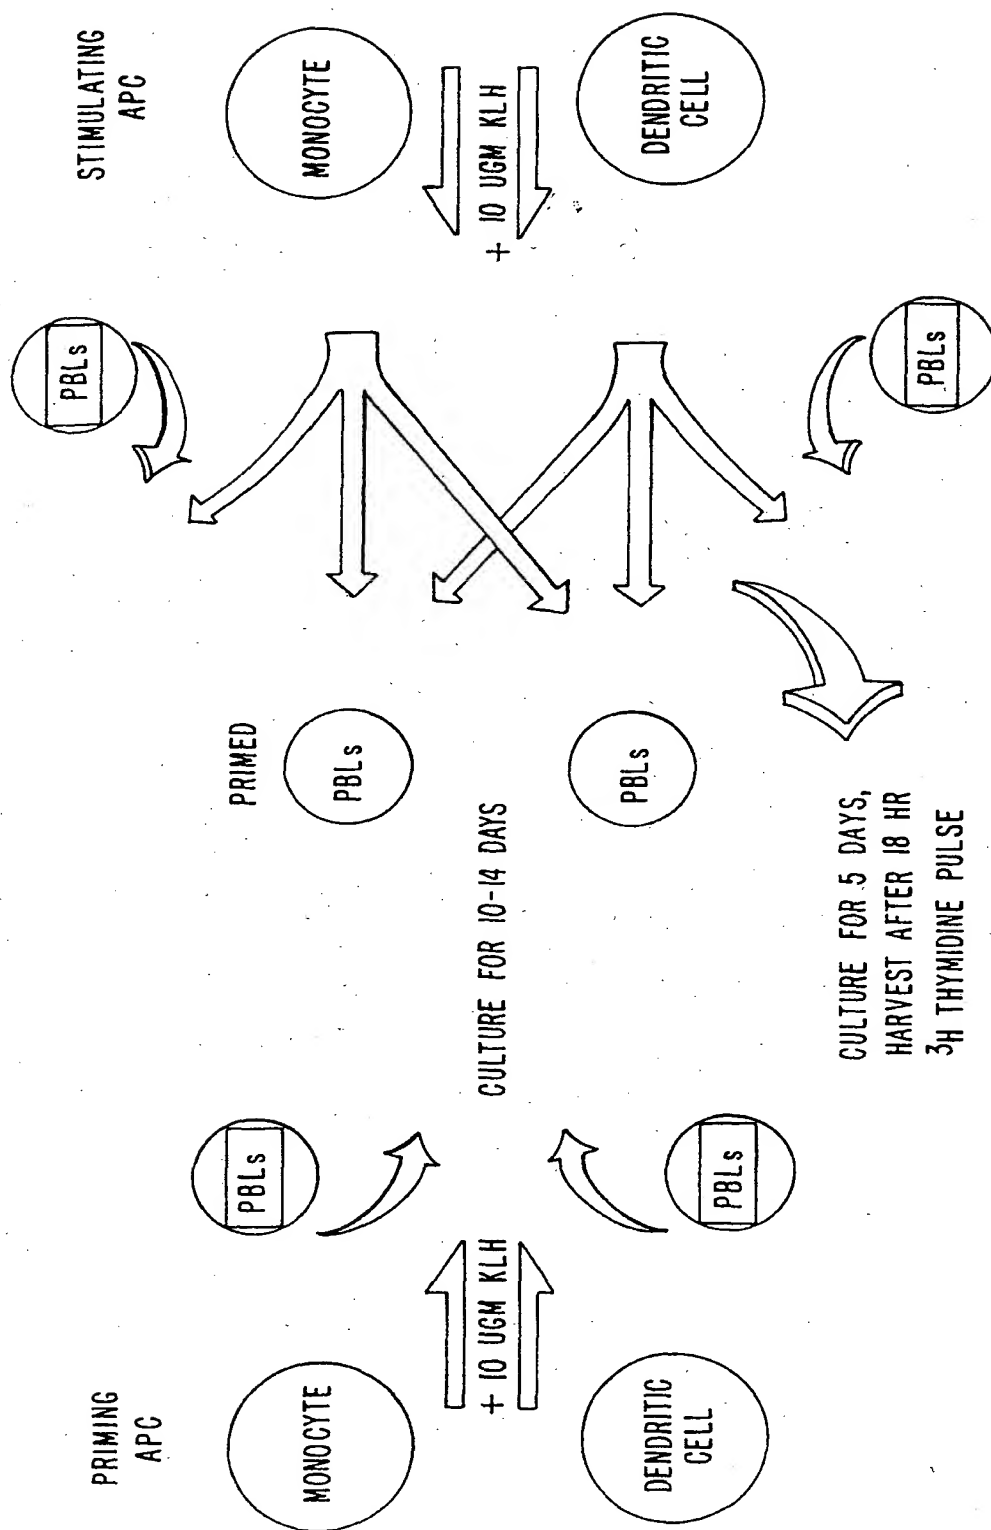 PRIMING
APC
MONOCYTE
+ 10 UGM KLH
DENDRITIC
CELL
PBLs
PBLs
CULTURE FOR 10-14 DAYS
PRIMED
PBLs
PBLs
CULTURE FOR 5 DAYS,
HARVEST AFTER 18 HR
³H THYMIDINE PULSE
PBLs
PBLs
STIMULATING
APC
MONOCYTE
+ 10 UGM KLH
DENDRITIC
CELL